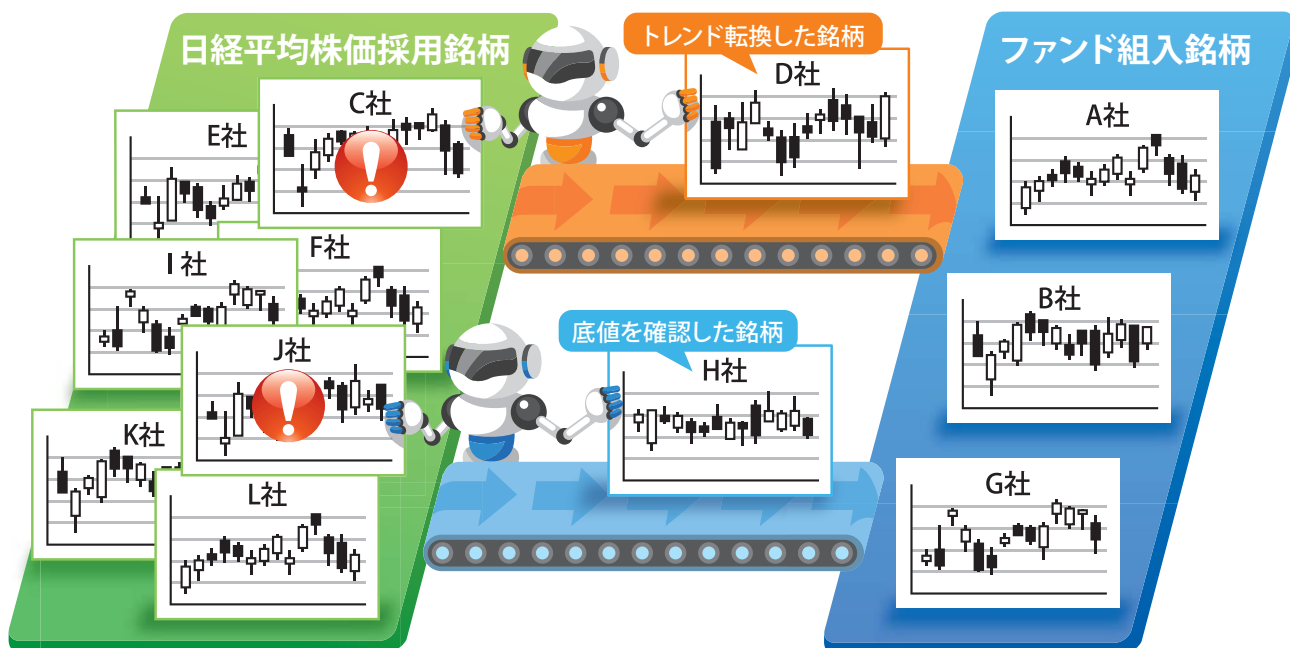 日経平均株価採用銘柄
C社
E社
F社
I社
J社
K社
L社
トレンド転換した銘柄
D社
底値を確認した銘柄
H社
ファンド組入銘柄
A社
B社
G社